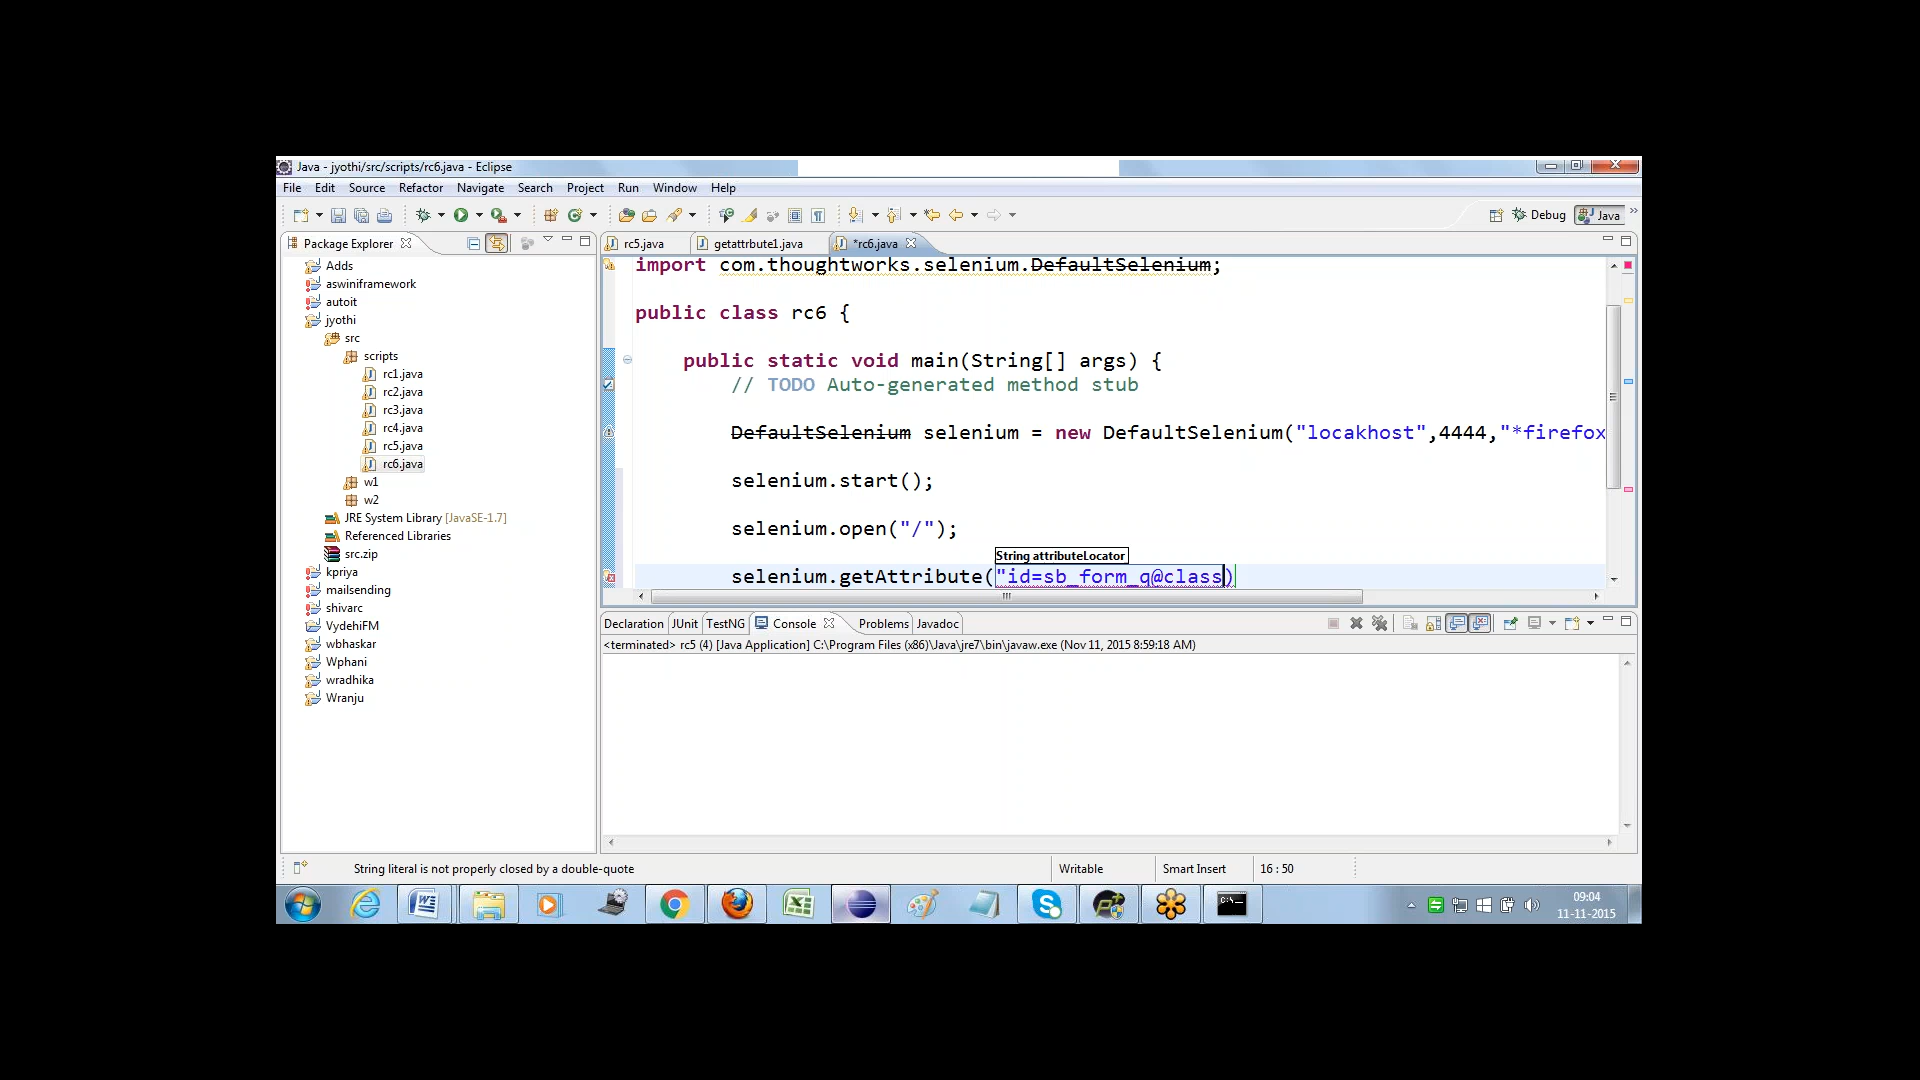 Java - jyothi/src/scripts/rc6.java - Eclipse
File Edit Source Refactor Navigate Search Project Run Window Help
Debug Java
Package Explorer
Adds
aswiniframework
autoit
jyothi
src
scripts
rc1.java
rc2.java
rc3.java
rc4.java
rc5.java
rc6.java
w1
w2
JRE System Library [JavaSE-1.7]
Referenced Libraries
src.zip
kpriya
mailsending
shivarc
VydehiFM
wbhaskar
Wphani
wradhika
Wranju
rc5.java getattrbute1.java *rc6.java
import com.thoughtworks.selenium.DefaultSelenium;
public class rc6 {
public static void main(String[] args) {
// TODO Auto-generated method stub
DefaultSelenium selenium = new DefaultSelenium("locakhost",4444,"*firefox
selenium.start();
selenium.open("/");
String attributeLocator
selenium.getAttribute("id=sb_form_q@class)
Declaration JUnit TestNG Console Problems Javadoc
<terminated> rc5 (4) [Java Application] C:\Program Files (x86)\Java\jre7\bin\javaw.exe (Nov 11, 2015 8:59:18 AM)
String literal is not properly closed by a double-quote
Writable
Smart Insert
16 : 50
09:04
11-11-2015